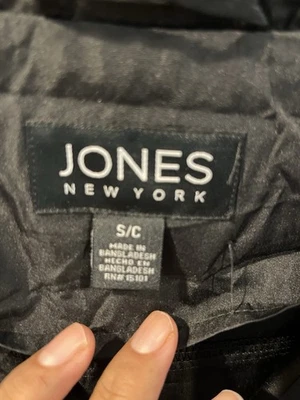 JONES
NEW YORK
S/C
MADE IN
BANGLADESH
HECHO EN
BANGLADESH
RN# 15101